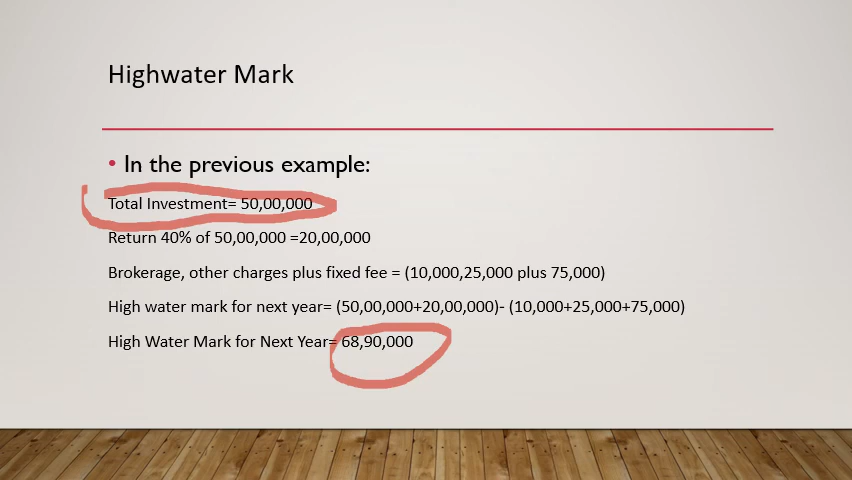 Highwater Mark
• In the previous example:
Total Investment= 50,00,000
Return 40% of 50,00,000 =20,00,000
Brokerage, other charges plus fixed fee = (10,000,25,000 plus 75,000)
High water mark for next year= (50,00,000+20,00,000)- (10,000+25,000+75,000)
High Water Mark for Next Year= 68,90,000